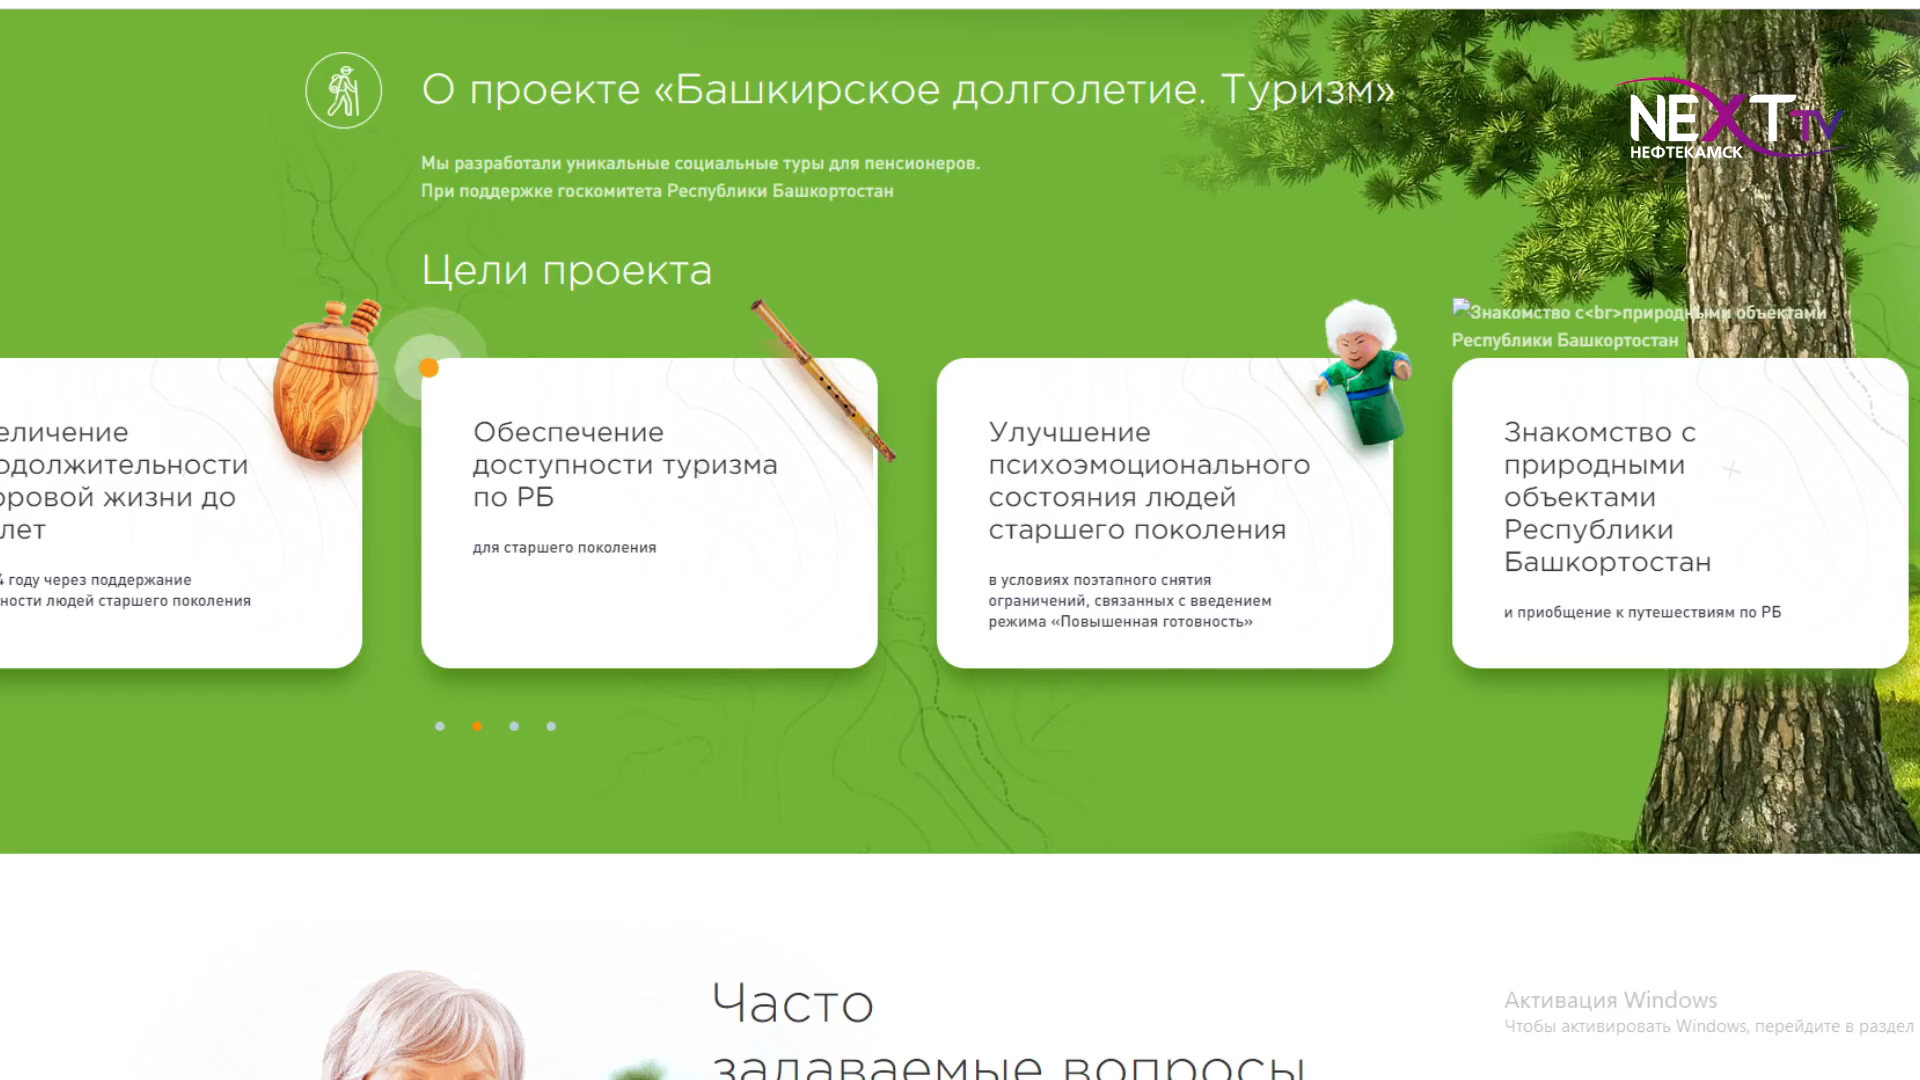 О проекте «Башкирское долголетие. Туризм»
NEXT TV
НЕФТЕКАМСК
Мы разработали уникальные социальные туры для пенсионеров.
При поддержке госкомитета Республики Башкортостан
Цели проекта
Знакомство с<br>природными объектами
Республики Башкортостан
еличение
одолжительности
оровой жизни до
лет
4 году через поддержание
ности людей старшего поколения
Обеспечение
доступности туризма
по РБ
для старшего поколения
Улучшение
психоэмоционального
состояния людей
старшего поколения
в условиях поэтапного снятия
ограничений, связанных с введением
режима «Повышенная готовность»
Знакомство с
природными
объектами
Республики
Башкортостан
и приобщение к путешествиям по РБ
Часто
задаваемые вопросы
Активация Windows
Чтобы активировать Windows, перейдите в раздел